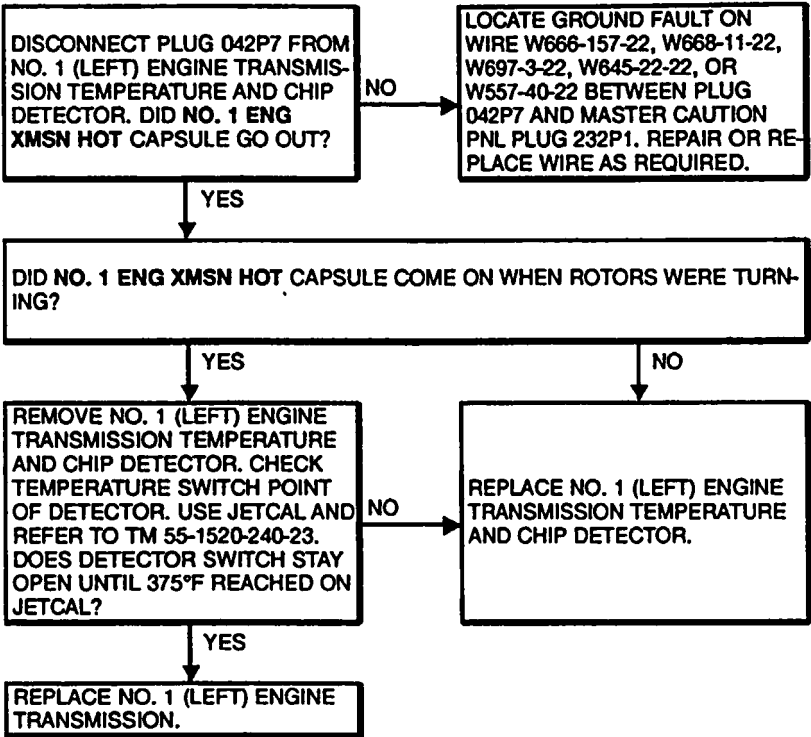 DISCONNECT PLUG 042P7 FROM
NO. 1 (LEFT) ENGINE TRANSMIS-
SION TEMPERATURE AND CHIP
DETECTOR. DID NO. 1 ENG
XMSN HOT CAPSULE GO OUT?
NO
LOCATE GROUND FAULT ON
WIRE W666-157-22, W668-11-22,
W697-3-22, W645-22-22, OR
W557-40-22 BETWEEN PLUG
042P7 AND MASTER CAUTION
PNL PLUG 232P1. REPAIR OR RE-
PLACE WIRE AS REQUIRED.
YES
DID NO. 1 ENG XMSN HOT CAPSULE COME ON WHEN ROTORS WERE TURN-
ING?
YES
NO
REMOVE NO. 1 (LEFT) ENGINE
TRANSMISSION TEMPERATURE
AND CHIP DETECTOR. CHECK
TEMPERATURE SWITCH POINT
OF DETECTOR. USE JETCAL AND
REFER TO TM 55-1520-240-23.
DOES DETECTOR SWITCH STAY
OPEN UNTIL 375°F REACHED ON
JETCAL?
NO
REPLACE NO. 1 (LEFT) ENGINE
TRANSMISSION TEMPERATURE
AND CHIP DETECTOR.
YES
REPLACE NO. 1 (LEFT) ENGINE
TRANSMISSION.